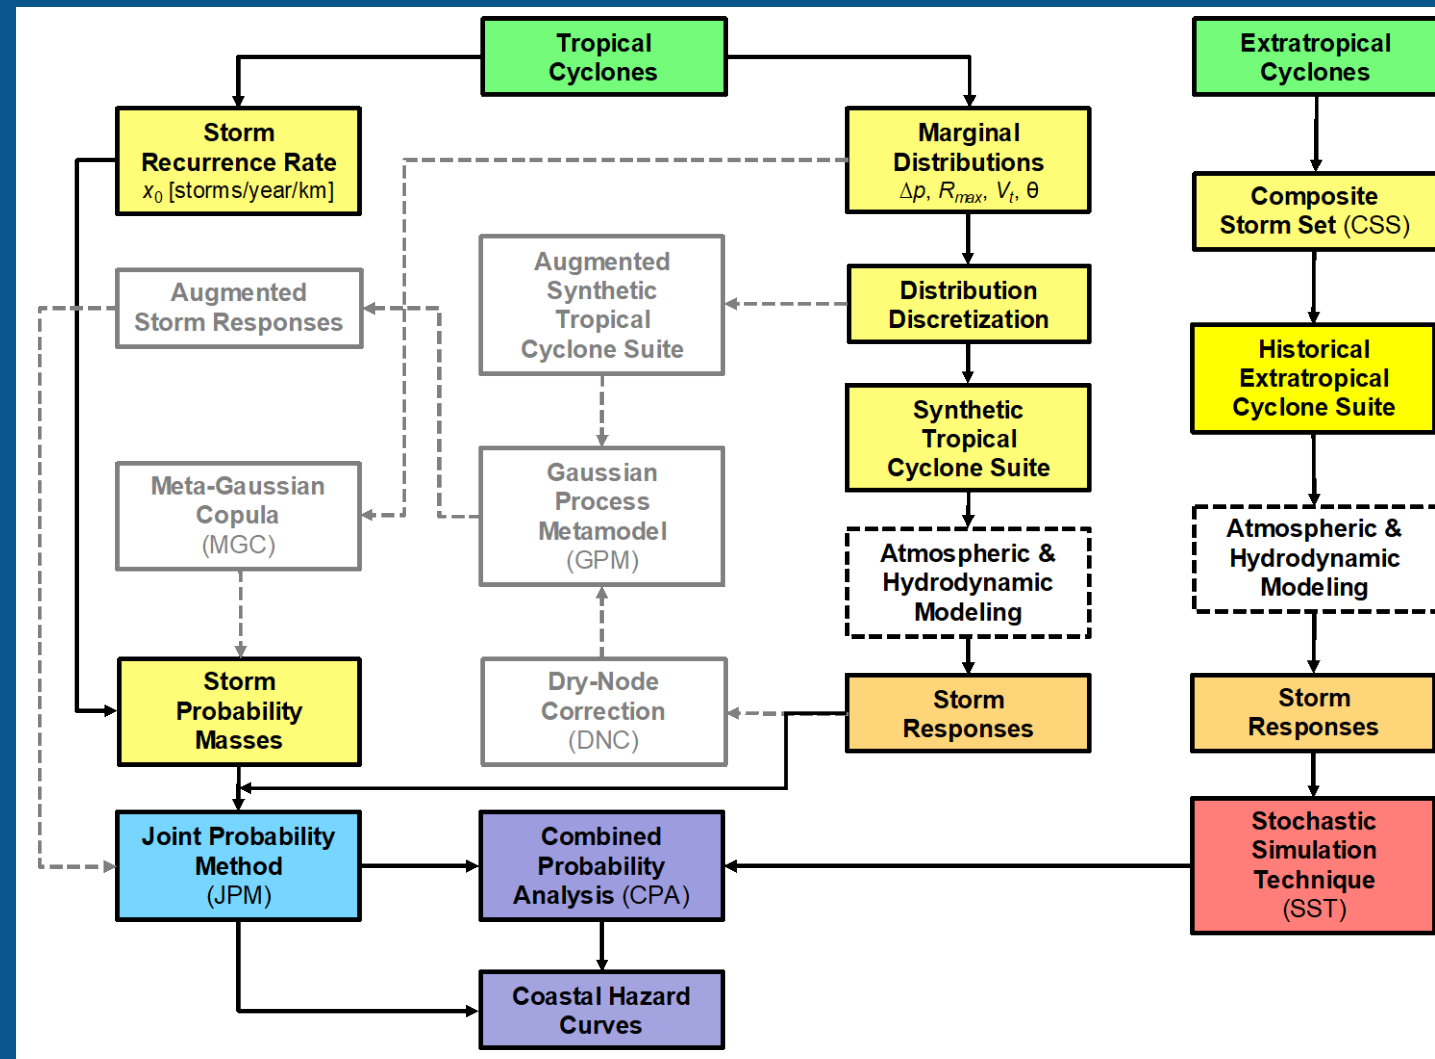 Tropical
Cyclones
Extratropical
Cyclones
Storm
Recurrence Rate
x₀ [storms/year/km]
Marginal
Distributions
Δp, Rmax, Vt, θ
Composite
Storm Set (CSS)
Augmented
Storm Responses
Augmented
Synthetic
Tropical
Cyclone Suite
Distribution
Discretization
Historical
Extratropical
Cyclone Suite
Synthetic
Tropical
Cyclone Suite
Meta-Gaussian
Copula
(MGC)
Gaussian
Process
Metamodel
(GPM)
Atmospheric &
Hydrodynamic
Modeling
Atmospheric &
Hydrodynamic
Modeling
Storm
Probability
Masses
Dry-Node
Correction
(DNC)
Storm
Responses
Storm
Responses
Joint Probability
Method
(JPM)
Combined
Probability
Analysis (CPA)
Stochastic
Simulation
Technique
(SST)
Coastal Hazard
Curves